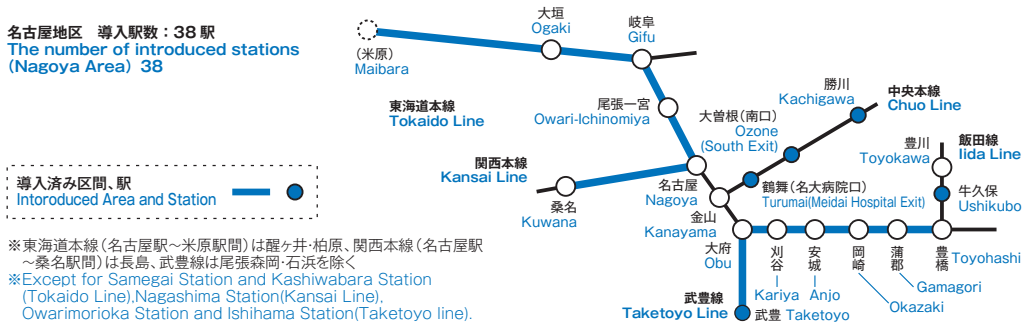 名古屋地区　導入駅数：38 駅
The number of introduced stations
(Nagoya Area) 38
(米原)
Maibara
大垣
Ogaki
岐阜
Gifu
東海道本線
Tokaido Line
尾張一宮
Owari-Ichinomiya
勝川
Kachigawa
中央本線
Chuo Line
大曽根(南口)
Ozone
(South Exit)
豊川
Toyokawa
飯田線
Iida Line
関西本線
Kansai Line
導入済み区間、駅
Intoroduced Area and Station
桑名
Kuwana
名古屋
Nagoya
鶴舞(名大病院口)
Turumai(Meidai Hospital Exit)
牛久保
Ushikubo
金山
Kanayama
大府
Obu
刈谷
Kariya
安城
Anjo
岡崎
Okazaki
蒲郡
Gamagori
豊橋
Toyohashi
武豊線
Taketoyo Line
武豊 Taketoyo
※東海道本線(名古屋駅〜米原駅間)は醒ヶ井・柏原、関西本線(名古屋駅
〜桑名駅間)は長島、武豊線は尾張森岡・石浜を除く
※Except for Samegai Station and Kashiwabara Station
(Tokaido Line),Nagashima Station(Kansai Line),
Owarimorioka Station and Ishihama Station(Taketoyo line).